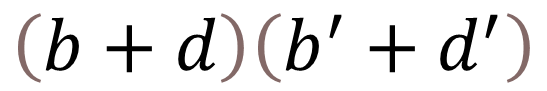 (b + d)(b′ + d′)